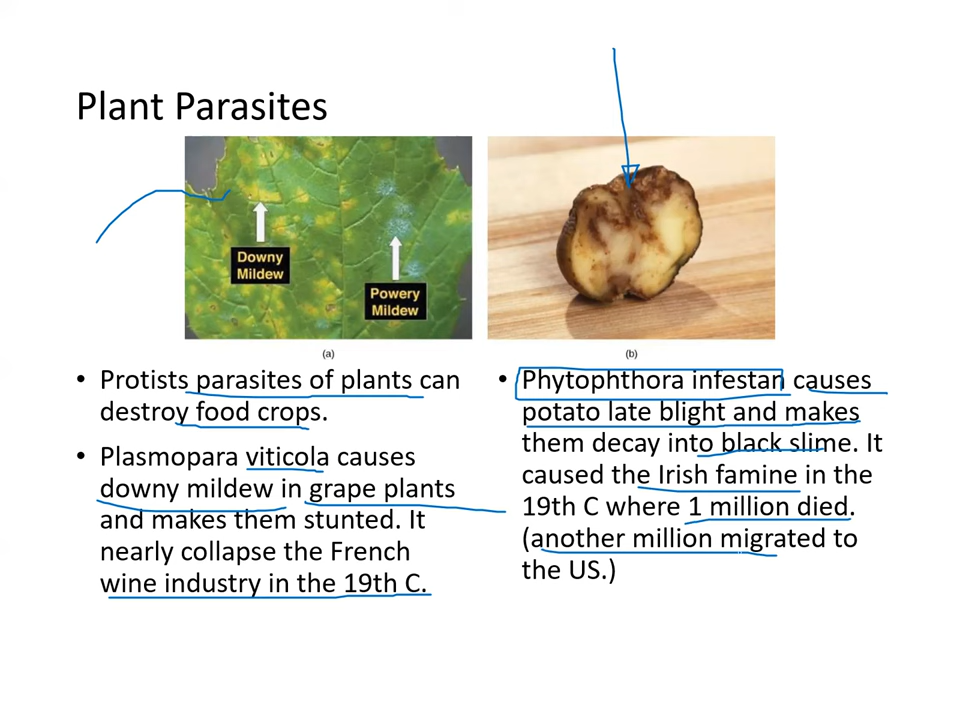 Plant Parasites
Downy
Mildew
Powery
Mildew
(a)
(b)
• Protists parasites of plants can
destroy food crops.
• Plasmopara viticola causes
downy mildew in grape plants
and makes them stunted. It
nearly collapse the French
wine industry in the 19th C.
• Phytophthora infestan causes
potato late blight and makes
them decay into black slime. It
caused the Irish famine in the
19th C where 1 million died.
(another million migrated to
the US.)